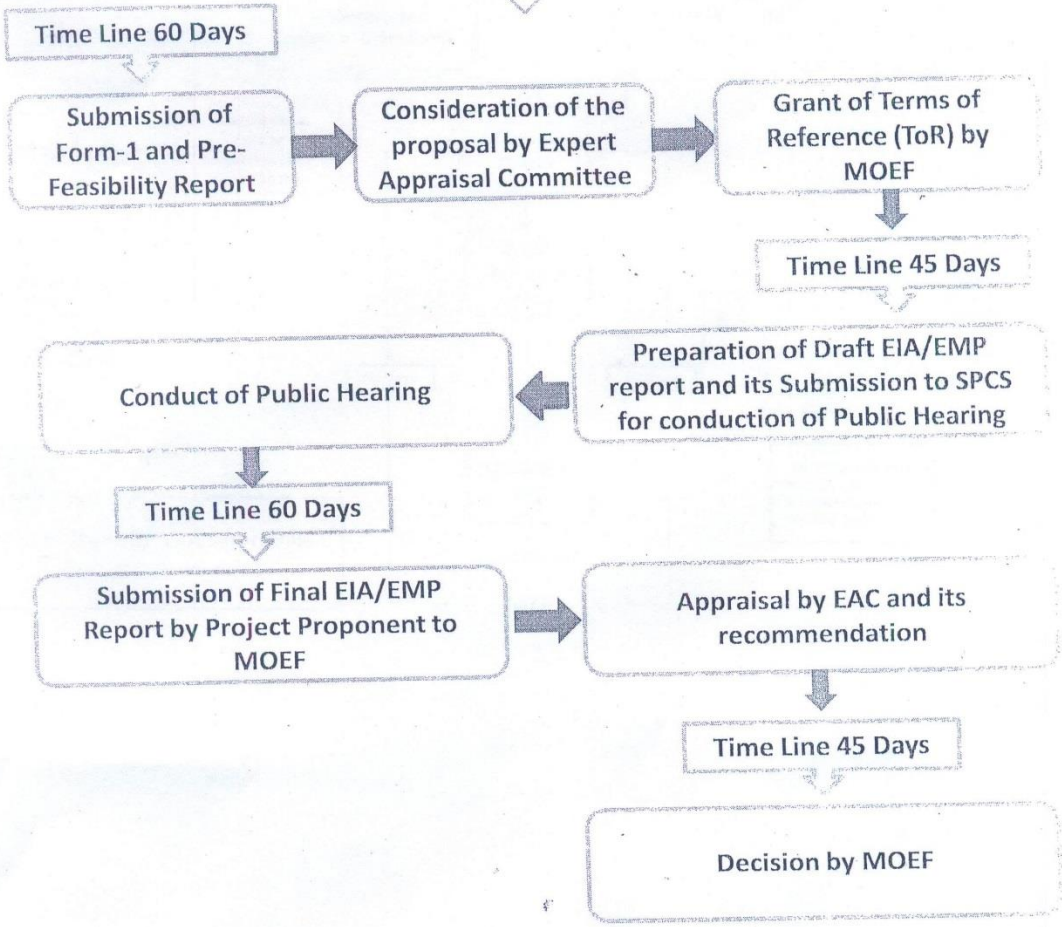 Time Line 60 Days
Submission of
Form-1 and Pre-
Feasibility Report
Consideration of the
proposal by Expert
Appraisal Committee
Grant of Terms of
Reference (ToR) by
MOEF
Time Line 45 Days
Preparation of Draft EIA/EMP
report and its Submission to SPCS
for conduction of Public Hearing
Conduct of Public Hearing
Time Line 60 Days
Submission of Final EIA/EMP
Report by Project Proponent to
MOEF
Appraisal by EAC and its
recommendation
Time Line 45 Days
Decision by MOEF